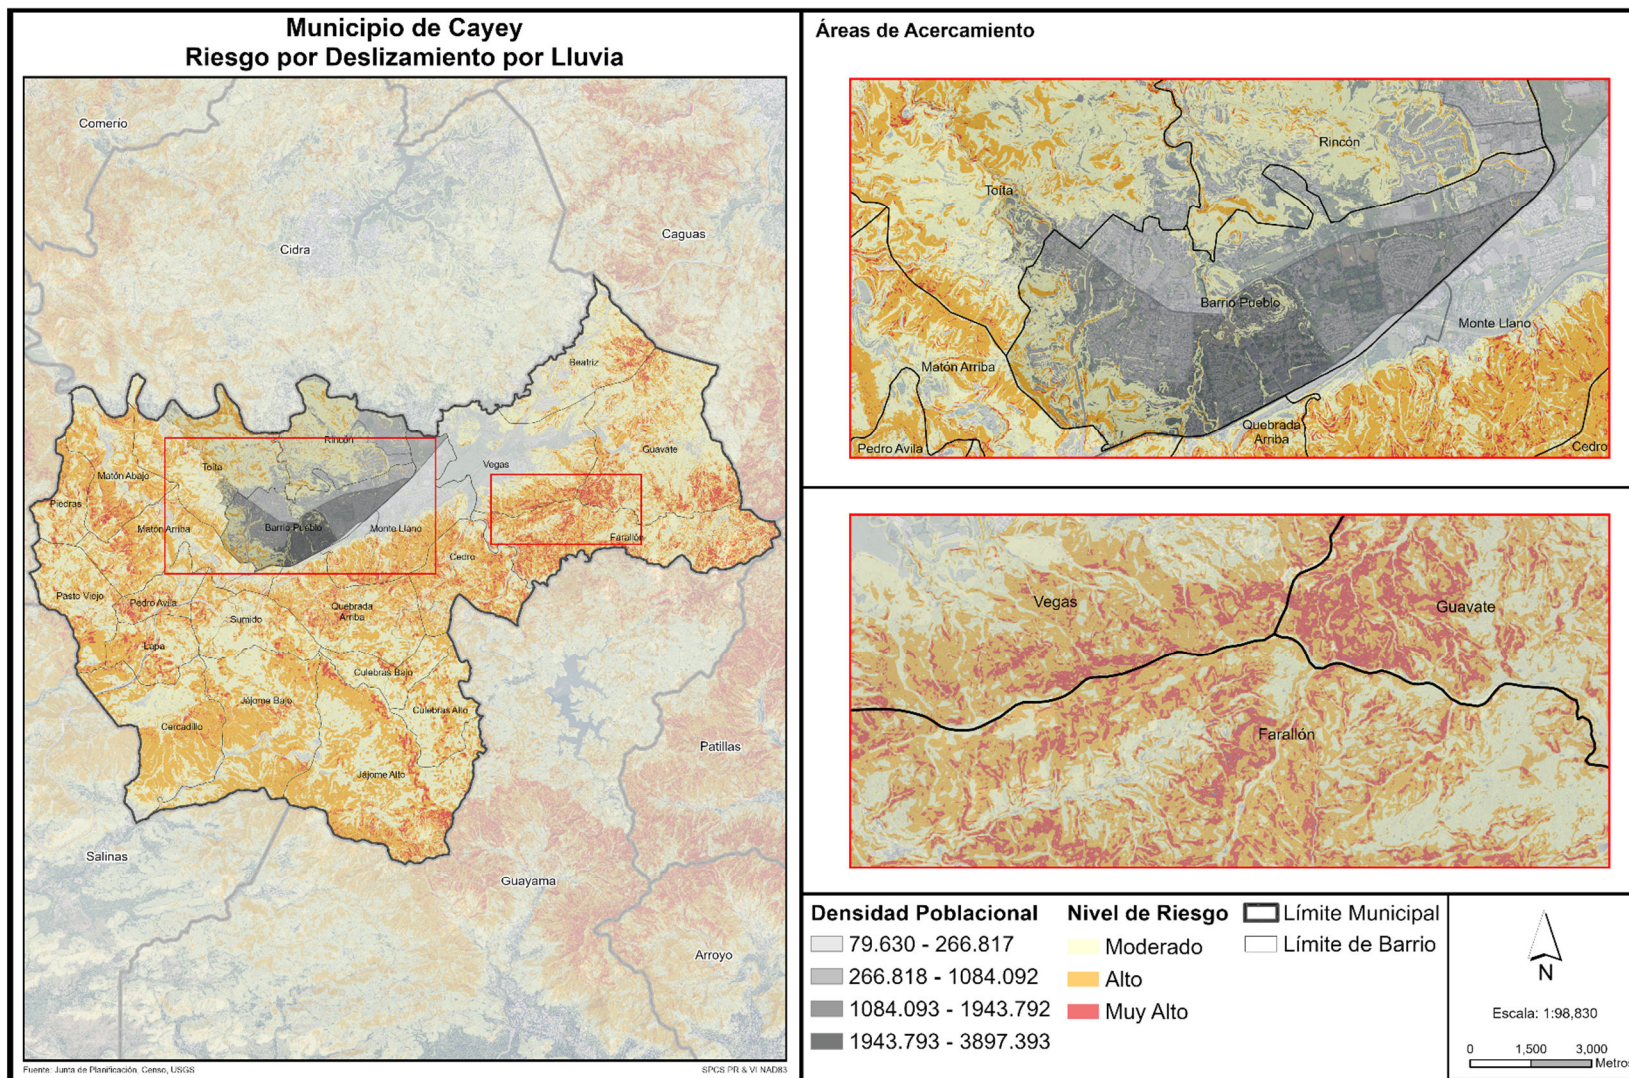 Municipio de Cayey
Riesgo por Deslizamiento por Lluvia
Comerío
Cidra
Caguas
Beatriz
Rincón
Guavate
Vegas
Toíta
Matón Abajo
Piedras
Matón Arriba
Barrio Pueblo
Monte Llano
Farallón
Cedro
Pasto Viejo
Pedro Avila
Quebrada
Arriba
Sumido
Lapa
Culebras Bajo
Jájome Bajo
Culebras Alto
Cercadillo
Jájome Alto
Patillas
Salinas
Guayama
Arroyo
Fuente: Junta de Planificación, Censo, USGS
SPCS PR & VI NAD83
Áreas de Acercamiento
Rincón
Toíta
Barrio Pueblo
Monte Llano
Matón Arriba
Quebrada
Arriba
Pedro Avila
Cedro
Vegas
Guavate
Farallón
Densidad Poblacional
79.630 - 266.817
266.818 - 1084.092
1084.093 - 1943.792
1943.793 - 3897.393
Nivel de Riesgo
Moderado
Alto
Muy Alto
Límite Municipal
Límite de Barrio
N
Escala: 1:98,830
0 1,500 3,000
Metros